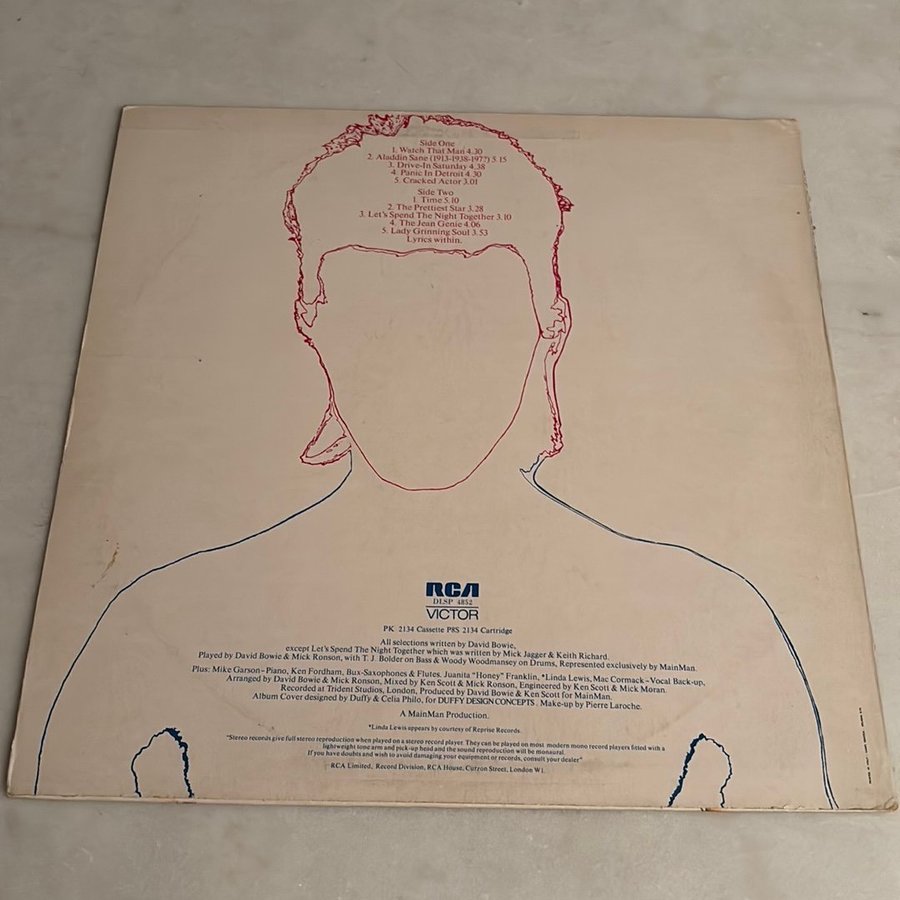 Side One
1. Watch That Man 4.30
2. Aladdin Sane (1913-1938-197?) 5.15
3. Drive-In Saturday 4.38
4. Panic In Detroit 4.30
5. Cracked Actor 3.01
Side Two
1. Time 5.10
2. The Prettiest Star 3.28
3. Let's Spend The Night Together 3.10
4. The Jean Genie 4.06
5. Lady Grinning Soul 3.53
Lyrics within.
RCA
DLSP 4852
VICTOR
PK 2134 Cassette P8S 2134 Cartridge
All selections written by David Bowie,
except Let's Spend The Night Together which was written by Mick Jagger & Keith Richard.
Played by David Bowie & Mick Ronson, with T. J. Bolder on Bass & Woody Woodmansey on Drums, Represented exclusively by MainMan.
Plus: Mike Garson–Piano, Ken Fordham, Bux-Saxophones & Flutes, Juanita "Honey" Franklin, *Linda Lewis, Mac Cormack–Vocal Back-up,
Arranged by David Bowie & Mick Ronson, Mixed by Ken Scott & Mick Ronson, Engineered by Ken Scott & Mick Moran.
Recorded at Trident Studios, London, Produced by David Bowie & Ken Scott for MainMan.
Album Cover designed by Duffy & Celia Philo, for DUFFY DESIGN CONCEPTS. Make-up by Pierre Laroche.
A MainMan Production.
*Linda Lewis appears by courtesy of Reprise Records.
"Stereo records give full stereo reproduction when played on a stereo record player. They can be played on most modern mono record players fitted with a
lightweight tone arm and pick-up head and the sound reproduction will be monaural.
If you have doubts and wish to avoid damaging your equipment or records, consult your dealer"
RCA Limited, Record Division, RCA House, Curzon Street, London W1.